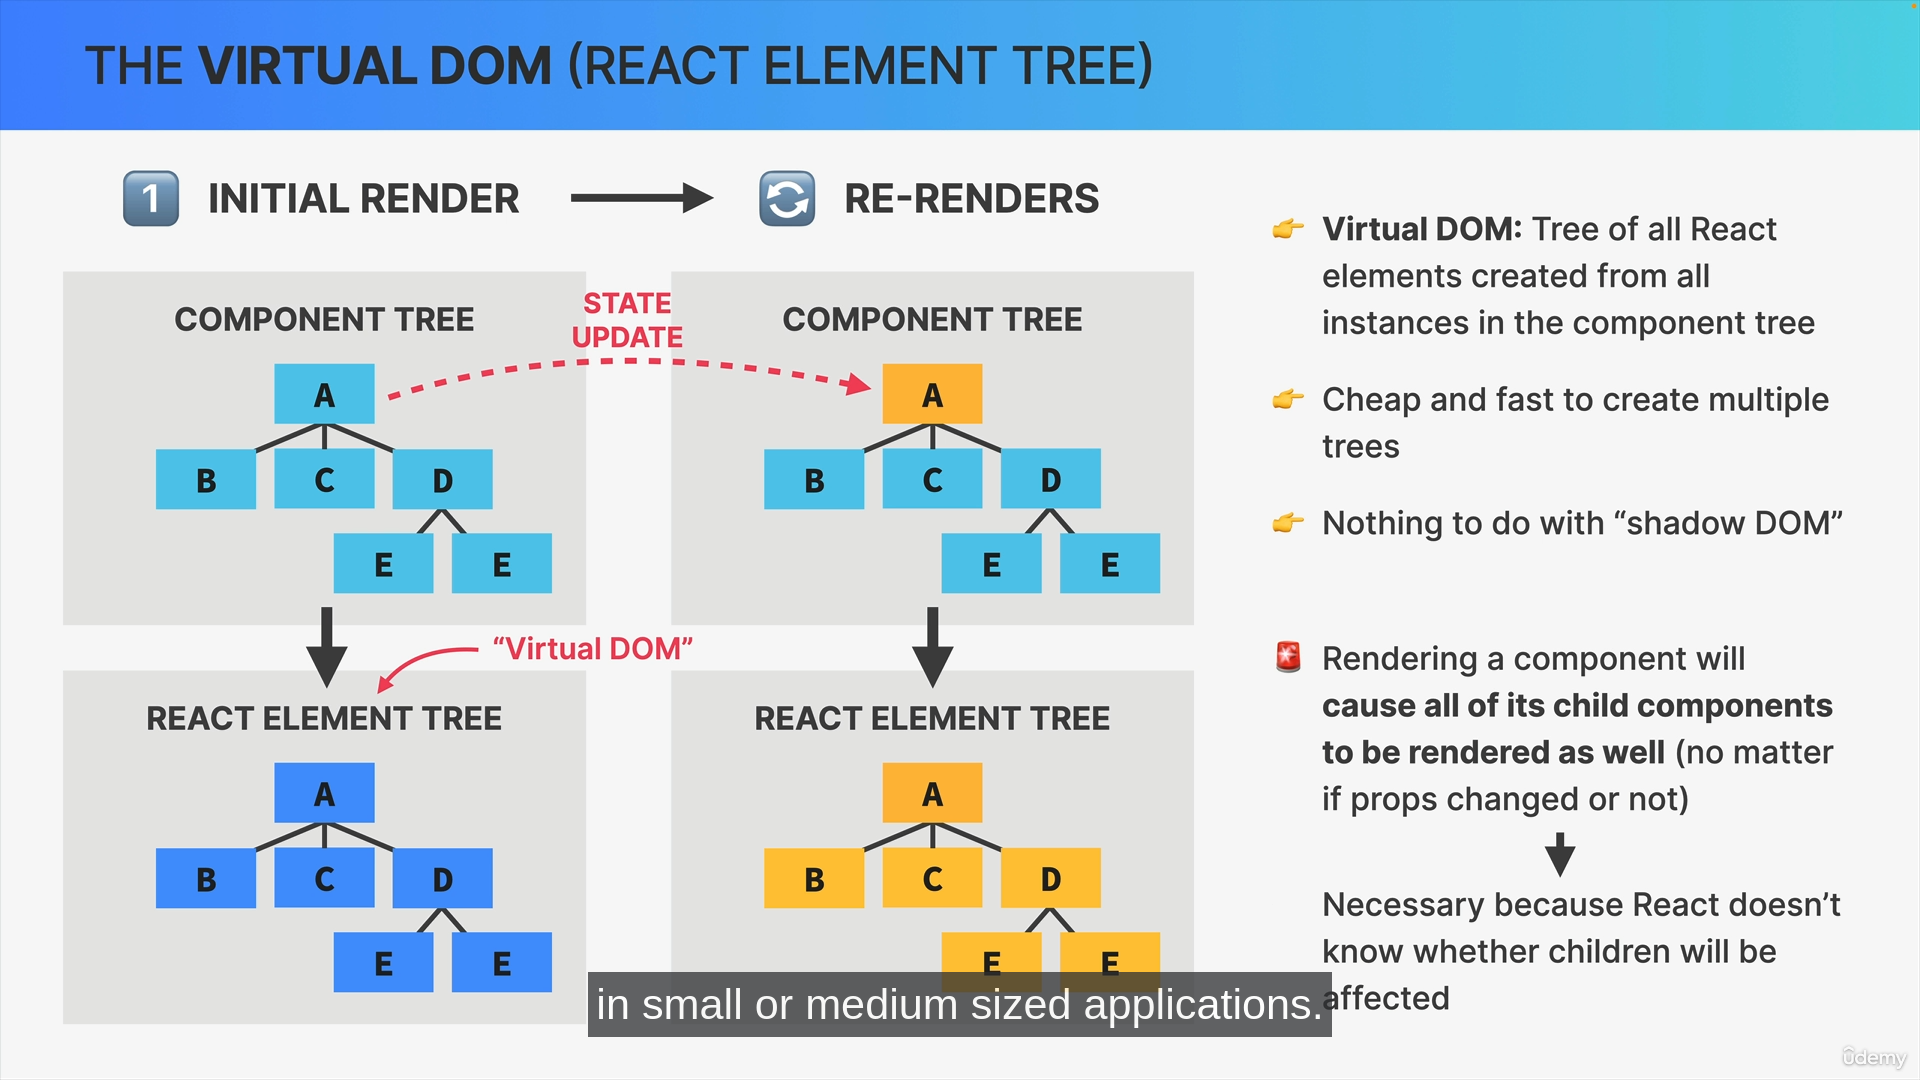 THE VIRTUAL DOM (REACT ELEMENT TREE)
1 INITIAL RENDER
RE-RENDERS
COMPONENT TREE
A
B C D
E E
STATE
UPDATE
COMPONENT TREE
A
B C D
E E
“Virtual DOM”
REACT ELEMENT TREE
A
B C D
E E
REACT ELEMENT TREE
A
B C D
E E
Virtual DOM: Tree of all React
elements created from all
instances in the component tree
Cheap and fast to create multiple
trees
Nothing to do with “shadow DOM”
Rendering a component will
cause all of its child components
to be rendered as well (no matter
if props changed or not)
Necessary because React doesn’t
know whether children will be
affected
in small or medium sized applications.
ûdemy